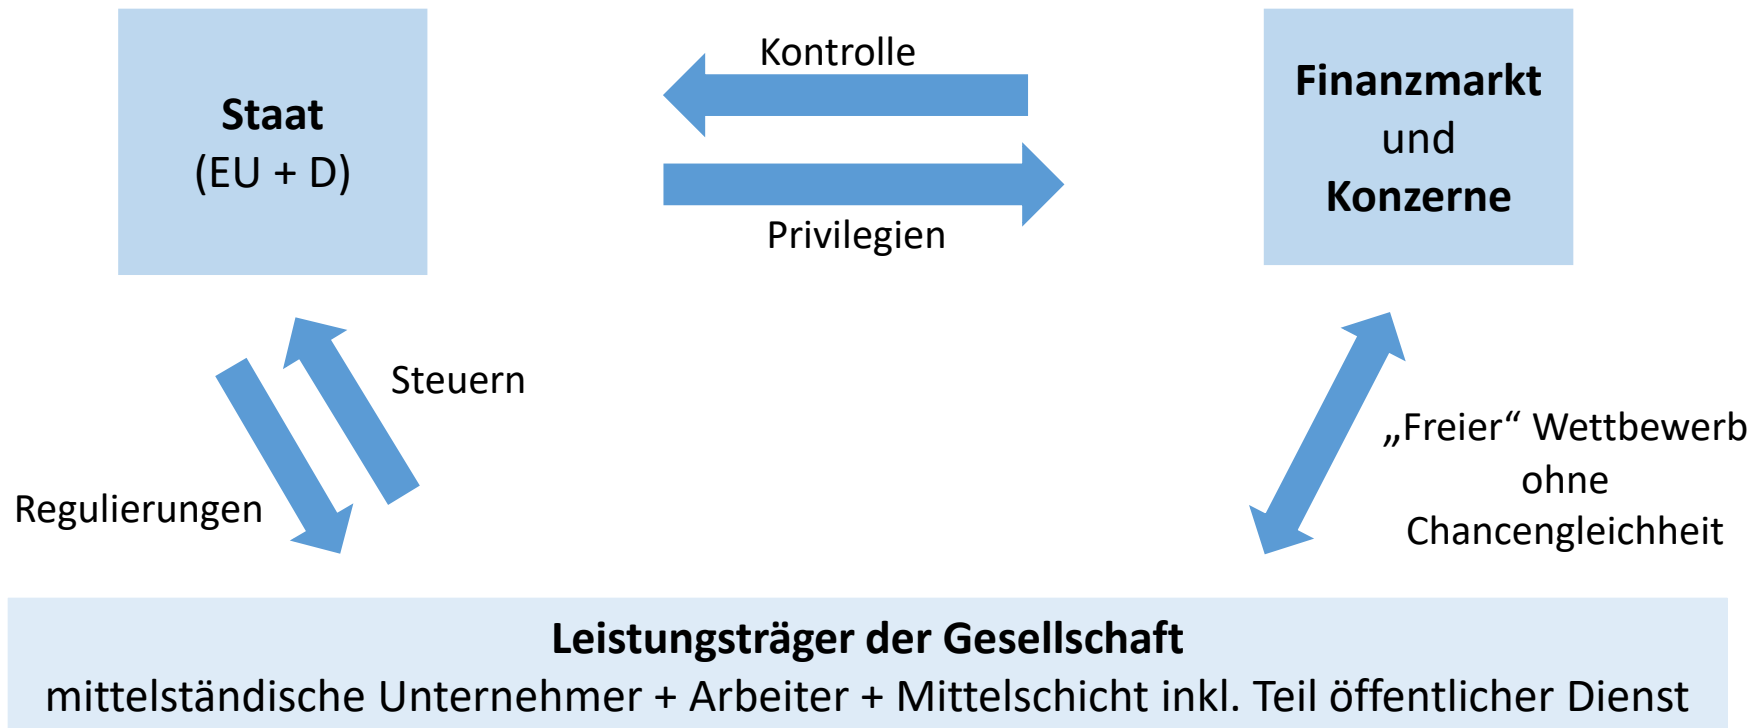 Staat
(EU + D)
Kontrolle
Privilegien
Finanzmarkt
und
Konzerne
Steuern
Regulierungen
„Freier“ Wettbewerb
ohne
Chancengleichheit
Leistungsträger der Gesellschaft
mittelständische Unternehmer + Arbeiter + Mittelschicht inkl. Teil öffentlicher Dienst